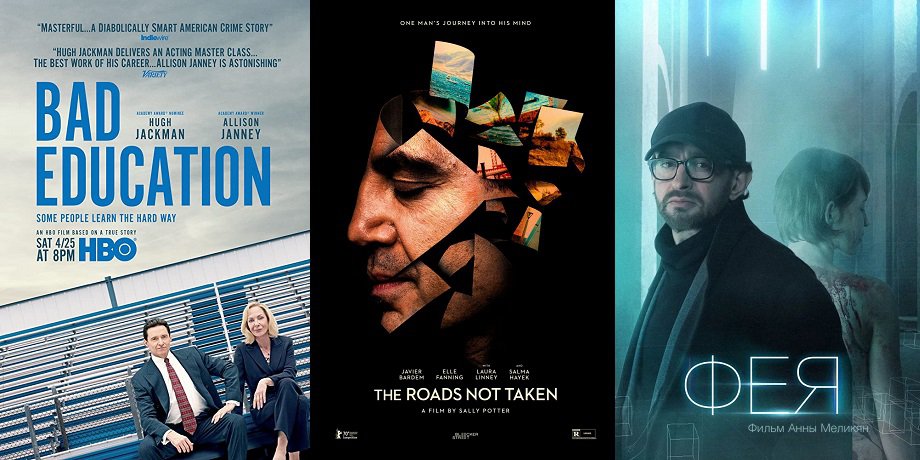 "MASTERFUL...A DIABOLICALLY SMART AMERICAN CRIME STORY"
IndieWire
"HUGH JACKMAN DELIVERS AN ACTING MASTER CLASS...
THE BEST WORK OF HIS CAREER...ALLISON JANNEY IS ASTONISHING"
VARIETY
BAD
EDUCATION
ACADEMY AWARD® NOMINEE
HUGH
JACKMAN
ACADEMY AWARD® WINNER
ALLISON
JANNEY
SOME PEOPLE LEARN THE HARD WAY
AN HBO FILM BASED ON A TRUE STORY
SAT 4/25
AT 8PM HBO
ONE MAN'S JOURNEY INTO HIS MIND
JAVIER BARDEM
ELLE FANNING
WITH LAURA LINNEY
AND SALMA HAYEK
THE ROADS NOT TAKEN
A FILM BY SALLY POTTER
BLEECKER
STREET
R
ФЕЯ
Фильм Анны Меликян